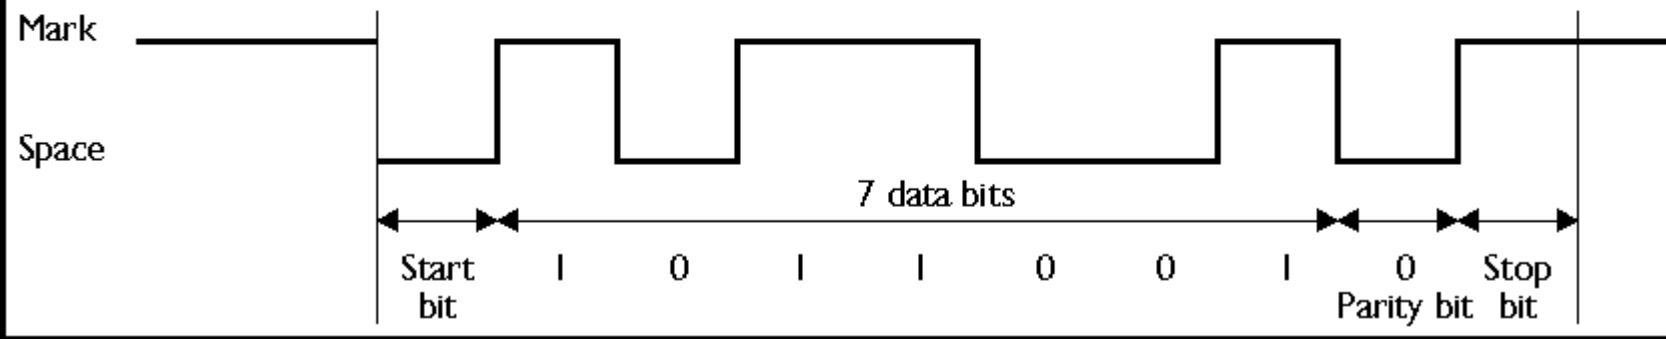 Mark
Space
7 data bits
Start 1 0 1 1 0 0 1 0 Stop
bit Parity bit bit